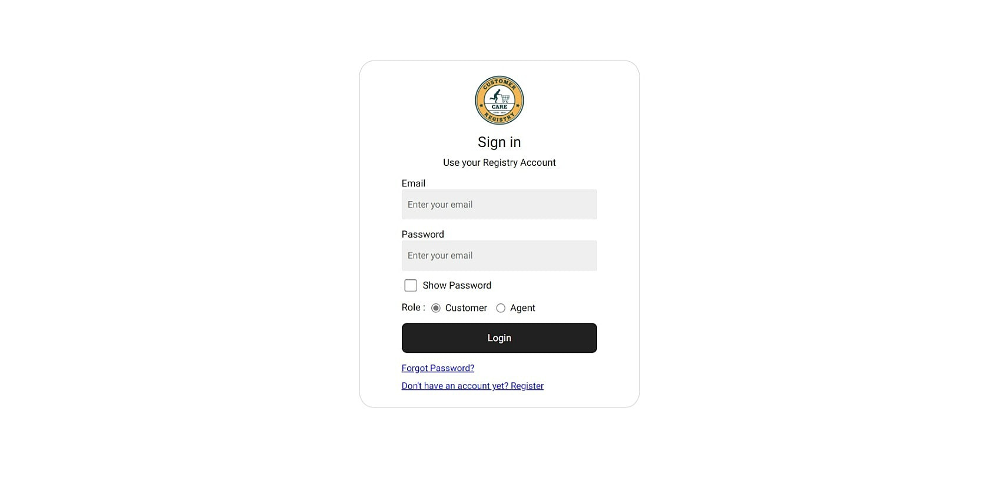 CUSTOMER
CARE
REGISTRY
Sign in
Use your Registry Account
Email
Enter your email
Password
Enter your email
Show Password
Role : Customer Agent
Login
Forgot Password?
Don't have an account yet? Register